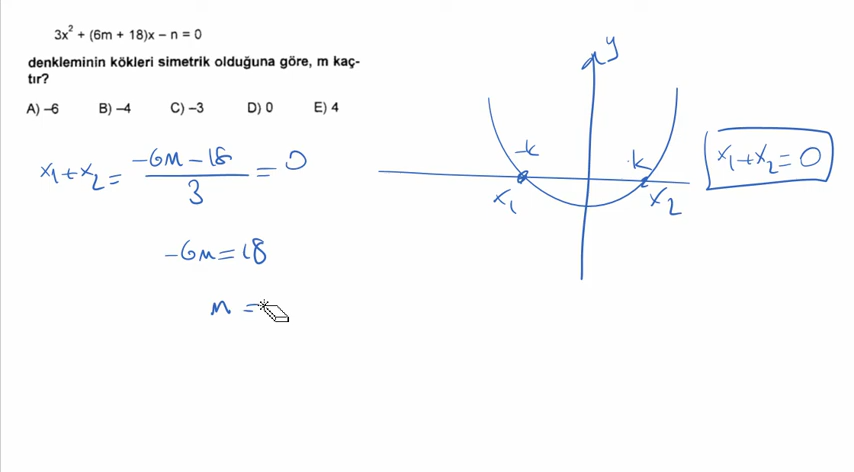 3x² + (6m + 18)x – n = 0
denkleminin kökleri simetrik olduğuna göre, m kaç-
tır?
A) –6 B) –4 C) –3 D) 0 E) 4
x₁+x₂ = (-6m-18)/3 = 0
-6m = 18
m =
y
-k k
x₁ x₂
x₁+x₂ = 0